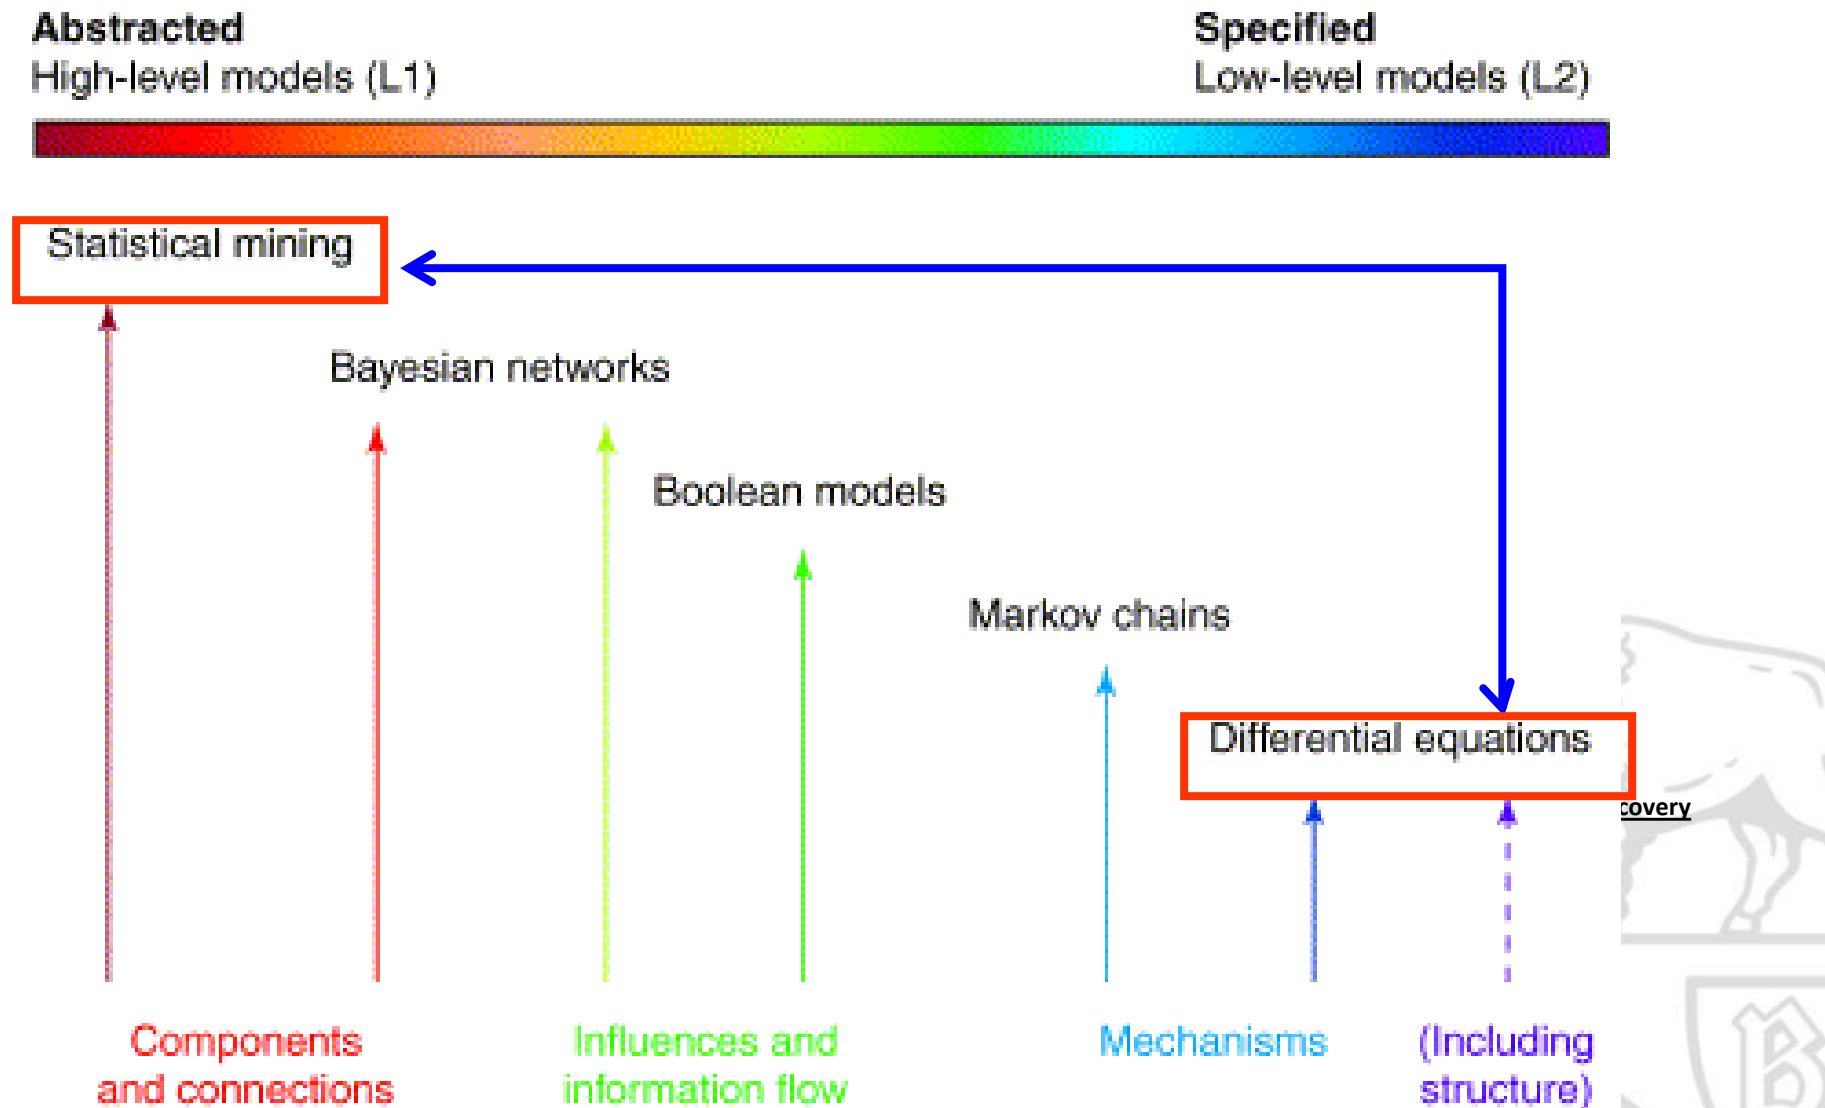 Abstracted
High-level models (L1)
Specified
Low-level models (L2)
Statistical mining
Bayesian networks
Boolean models
Markov chains
Differential equations
covery
Components
and connections
Influences and
information flow
Mechanisms
(Including
structure)
B